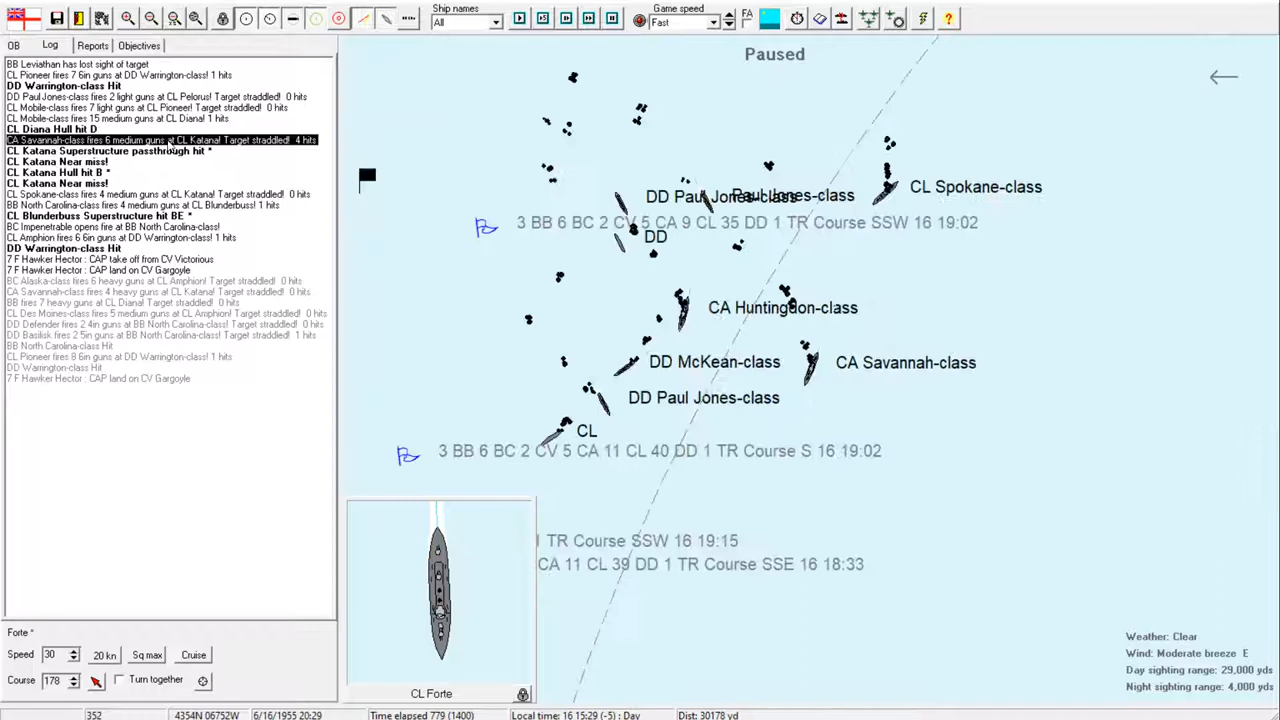 Ship names
All
Game speed
Fast
FA
OB
Log
Reports
Objectives
BB Leviathan has lost sight of target
CL Pioneer fires 7 6in guns at DD Warrington-class! 1 hits
DD Warrington-class Hit
DD Paul Jones-class fires 2 light guns at CL Pelorus! Target straddled! 0 hits
CL Mobile-class fires 7 light guns at CL Pioneer! Target straddled! 0 hits
CL Mobile-class fires 15 medium guns at CL Diana! 1 hits
CL Diana Hull hit D
CA Savannah-class fires 6 medium guns at CL Katana! Target straddled! 4 hits
CL Katana Superstructure passthrough hit *
CL Katana Near miss!
CL Katana Hull hit B *
CL Katana Near miss!
CL Spokane-class fires 4 medium guns at CL Katana! Target straddled! 0 hits
BB North Carolina-class fires 4 medium guns at CL Blunderbuss! 1 hits
CL Blunderbuss Superstructure hit BE *
BC Impenetrable opens fire at BB North Carolina-class!
CL Amphion fires 6 6in guns at DD Warrington-class! 1 hits
DD Warrington-class Hit
7 F Hawker Hector : CAP take off from CV Victorious
7 F Hawker Hector : CAP land on CV Gargoyle
BC Alaska-class fires 6 heavy guns at CL Amphion! Target straddled! 0 hits
CA Savannah-class fires 4 heavy guns at CL Katana! Target straddled! 0 hits
BB fires 7 heavy guns at CL Diana! Target straddled! 0 hits
CL Des Moines-class fires 5 medium guns at CL Amphion! Target straddled! 0 hits
DD Defender fires 2 4in guns at BB North Carolina-class! Target straddled! 0 hits
DD Basilisk fires 2 5in guns at BB North Carolina-class! Target straddled! 1 hits
BB North Carolina-class Hit
CL Pioneer fires 8 6in guns at DD Warrington-class! 1 hits
DD Warrington-class Hit
7 F Hawker Hector : CAP land on CV Gargoyle
Paused
DD Paul Jones-class
Paul Jones-class
CL Spokane-class
3 BB 6 BC 2 CV 5 CA 9 CL 35 DD 1 TR Course SSW 16 19:02
DD
CA Huntingdon-class
DD McKean-class
CA Savannah-class
DD Paul Jones-class
CL
3 BB 6 BC 2 CV 5 CA 11 CL 40 DD 1 TR Course S 16 19:02
TR Course SSW 16 19:15
CA 11 CL 39 DD 1 TR Course SSE 16 18:33
CL Forte
Weather: Clear
Wind: Moderate breeze E
Day sighting range: 29,000 yds
Night sighting range: 4,000 yds
Forte *
Speed
30
20 kn
Sq max
Cruise
Course
178
Turn together
352
4354N 06752W
6/16/1955 20:29
Time elapsed 779 (1400)
Local time: 16 15:29 (-5) : Day
Dist: 30178 yd